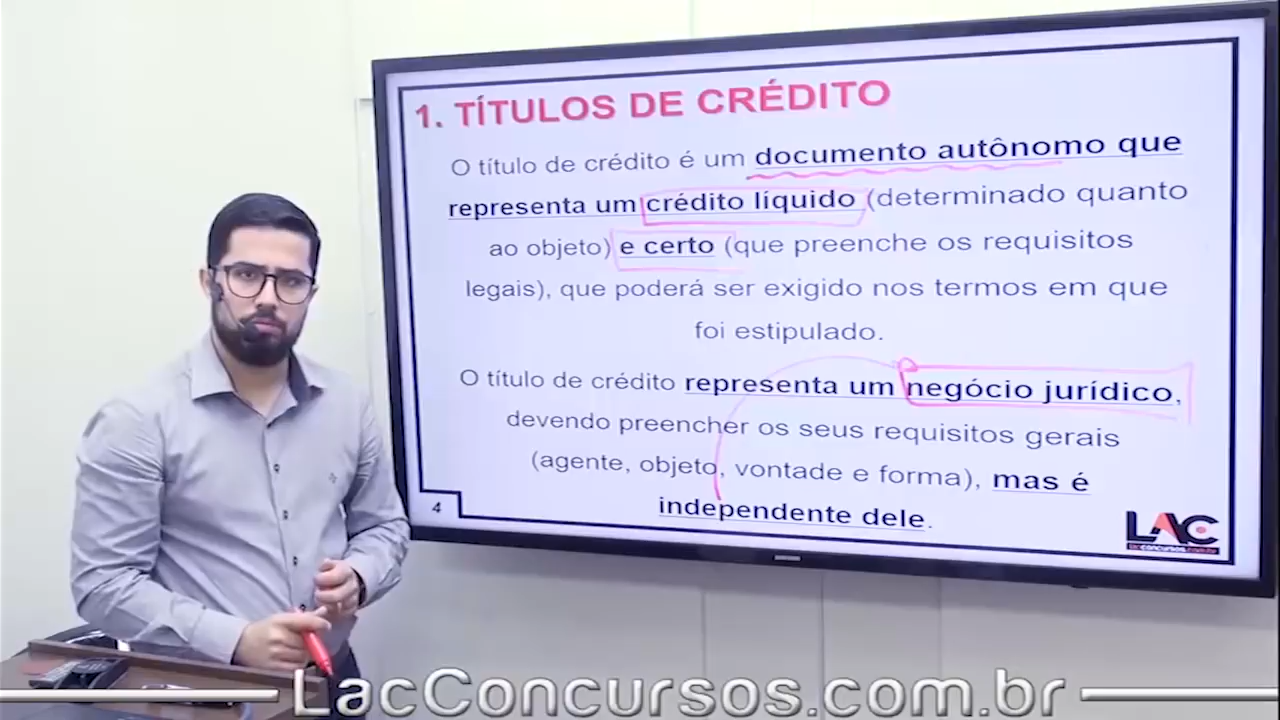 1. TÍTULOS DE CRÉDITO
O título de crédito é um documento autônomo que
representa um crédito líquido (determinado quanto
ao objeto) e certo (que preenche os requisitos
legais), que poderá ser exigido nos termos em que
foi estipulado.
O título de crédito representa um negócio jurídico,
devendo preencher os seus requisitos gerais
(agente, objeto, vontade e forma), mas é
independente dele.
4
LAC
lacconcursos.com.br
LacConcursos.com.br